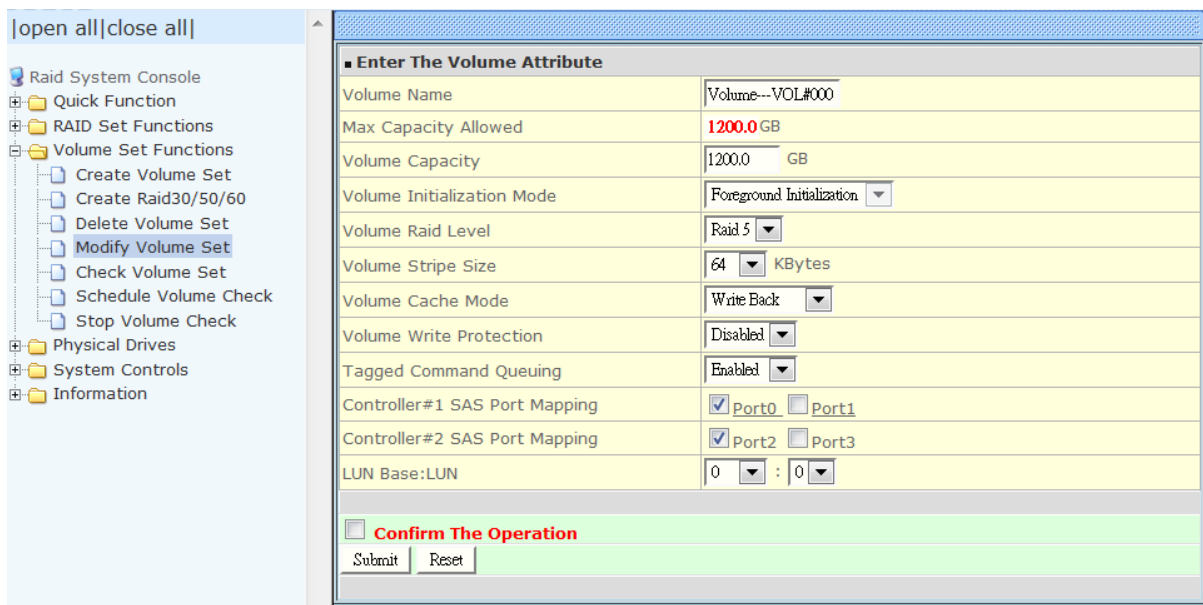 |open all|close all|
Raid System Console
Quick Function
RAID Set Functions
Volume Set Functions
Create Volume Set
Create Raid30/50/60
Delete Volume Set
Modify Volume Set
Check Volume Set
Schedule Volume Check
Stop Volume Check
Physical Drives
System Controls
Information
Enter The Volume Attribute
Volume Name Volume---VOL#000
Max Capacity Allowed 1200.0 GB
Volume Capacity 1200.0 GB
Volume Initialization Mode Foreground Initialization
Volume Raid Level Raid 5
Volume Stripe Size 64 KBytes
Volume Cache Mode Write Back
Volume Write Protection Disabled
Tagged Command Queuing Enabled
Controller#1 SAS Port Mapping Port0 Port1
Controller#2 SAS Port Mapping Port2 Port3
LUN Base:LUN 0 : 0
Confirm The Operation
Submit Reset